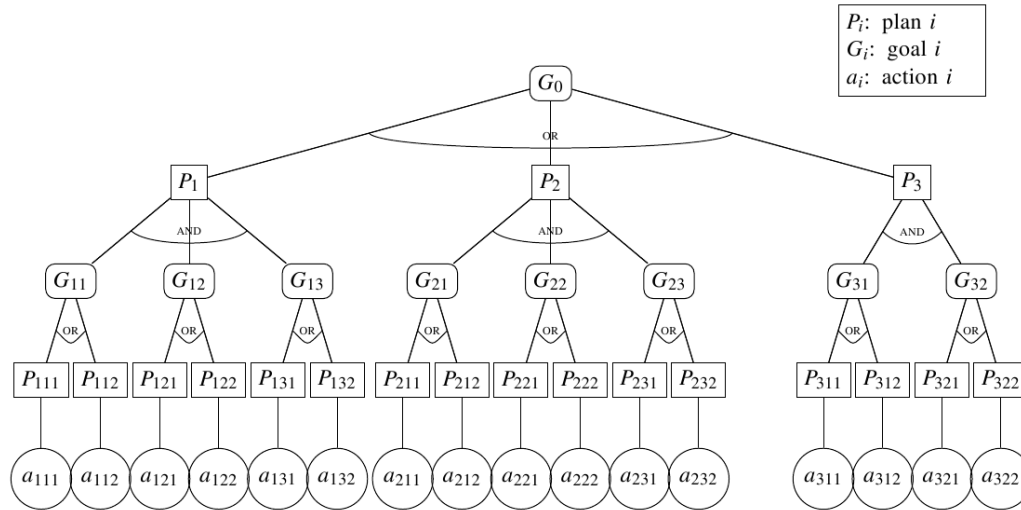 Pᵢ: plan i
Gᵢ: goal i
aᵢ: action i
G₀
OR
P₁ P₂ P₃
AND AND AND
G₁₁ G₁₂ G₁₃ G₂₁ G₂₂ G₂₃ G₃₁ G₃₂
OR OR OR OR OR OR OR OR
P₁₁₁ P₁₁₂ P₁₂₁ P₁₂₂ P₁₃₁ P₁₃₂ P₂₁₁ P₂₁₂ P₂₂₁ P₂₂₂ P₂₃₁ P₂₃₂ P₃₁₁ P₃₁₂ P₃₂₁ P₃₂₂
a₁₁₁ a₁₁₂ a₁₂₁ a₁₂₂ a₁₃₁ a₁₃₂ a₂₁₁ a₂₁₂ a₂₂₁ a₂₂₂ a₂₃₁ a₂₃₂ a₃₁₁ a₃₁₂ a₃₂₁ a₃₂₂